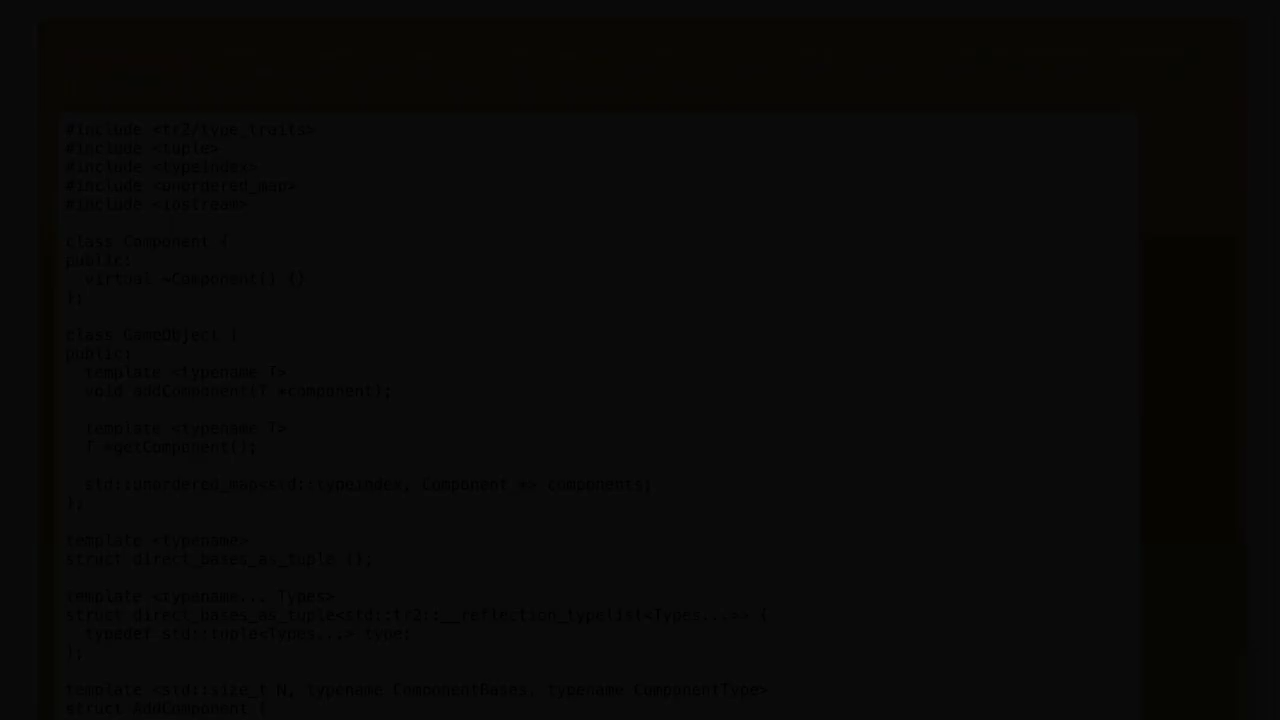 #include <tr2/type_traits>
#include <tuple>
#include <typeindex>
#include <unordered_map>
#include <iostream>
class Component {
public:
virtual ~Component() {}
};
class GameObject {
public:
template <typename T>
void addComponent(T *component);
template <typename T>
T *getComponent();
std::unordered_map<std::typeindex, Component *> components;
};
template <typename>
struct direct_bases_as_tuple {};
template <typename... Types>
struct direct_bases_as_tuple<std::tr2::__reflection_typelist<Types...>> {
typedef std::tuple<Types...> type;
};
template <std::size_t N, typename ComponentBases, typename ComponentType>
struct AddComponent {